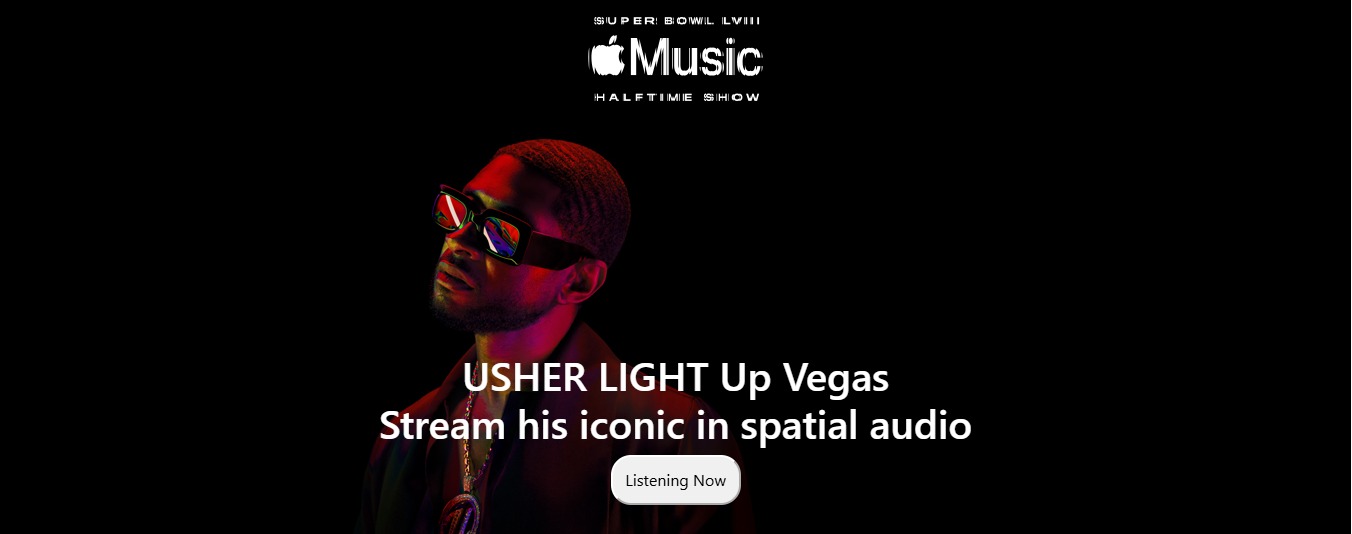 SUPER BOWL LVIII
Music
HALFTIME SHOW
USHER LIGHT Up Vegas
Stream his iconic in spatial audio
Listening Now